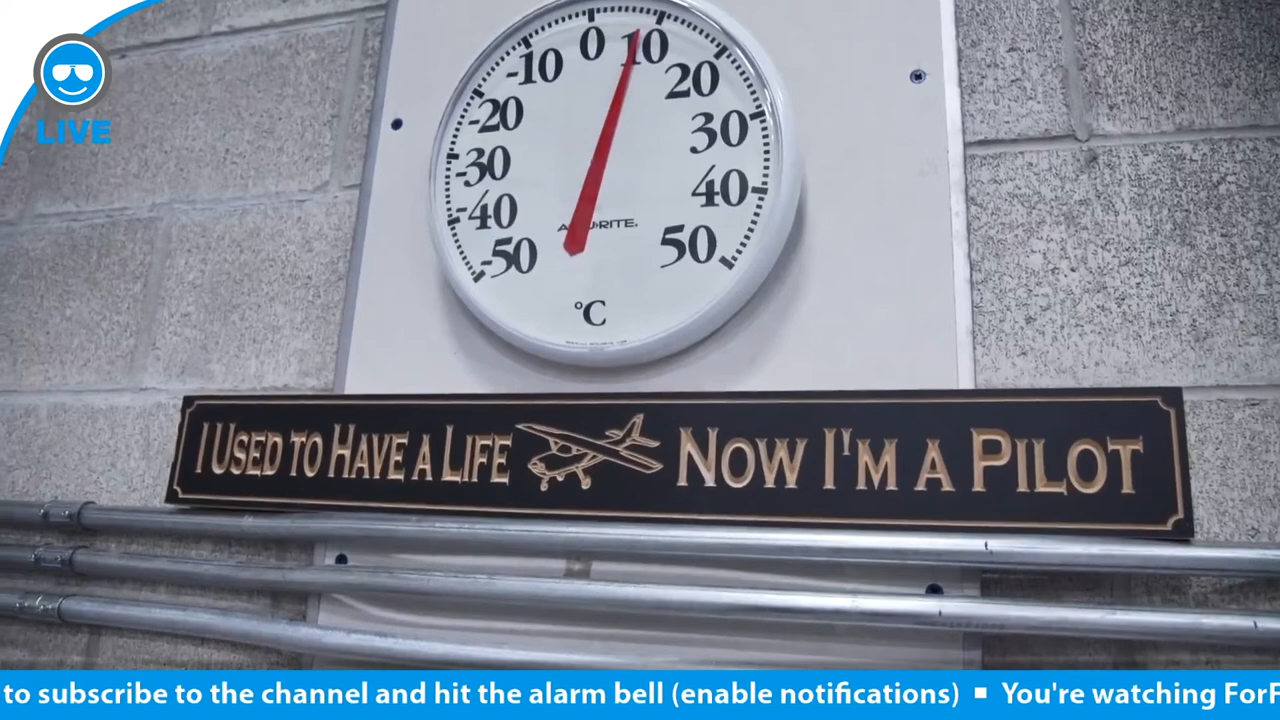 LIVE
0
-10
10
-20
20
-30
30
-40
40
-50
50
°C
I USED TO HAVE A LIFE NOW I'M A PILOT
to subscribe to the channel and hit the alarm bell (enable notifications) ■ You're watching ForF